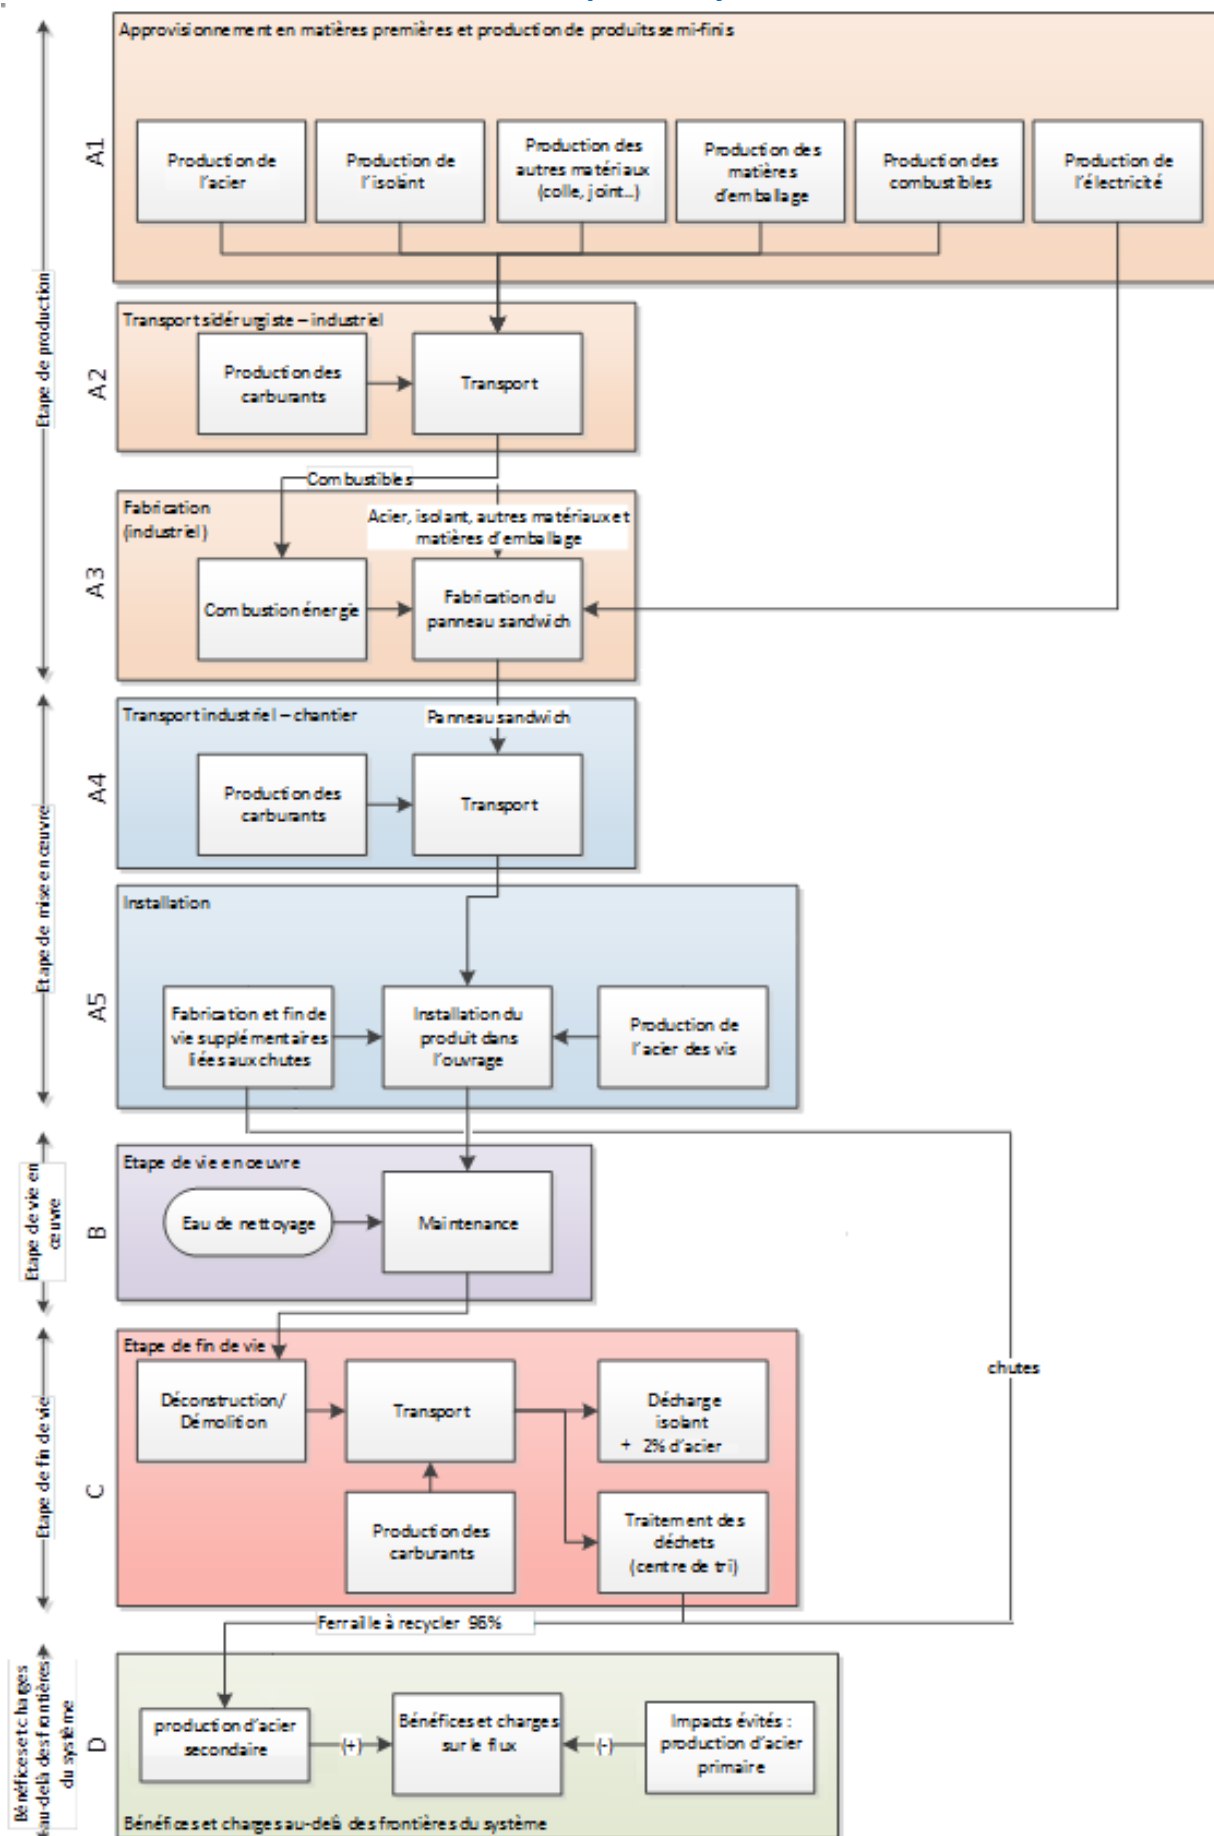 Approvisionnement en matières premières et production de produits semi-finis
A1
Production de
l'acier
Production de
l'isolant
Production des
autres matériaux
(colle, joint...)
Production des
matières
d'emballage
Production des
combustibles
Production de
l'électricité
Etape de production
Transport sidérurgiste – industriel
A2
Production des
carburants
Transport
Combustibles
Fabrication
(industriel)
Acier, isolant, autres matériaux et
matières d'emballage
A3
Combustion énergie
Fabrication du
panneau sandwich
Transport industriel – chantier
Panneau sandwich
A4
Production des
carburants
Transport
Etape de mise en œuvre
Installation
A5
Fabrication et fin de
vie supplémentaires
liées aux chutes
Installation du
produit dans
l'ouvrage
Production de
l'acier des vis
Etape de vie en
œuvre
B
Etape de vie en oeuvre
Eau de nettoyage
Maintenance
Etape de fin de vie
C
Etape de fin de vie
Déconstruction/
Démolition
Transport
Décharge
isolant
+ 2% d'acier
chutes
Production des
carburants
Traitement des
déchets
(centre de tri)
Ferraille à recycler 96%
Bénéfices et charges
au-delà des frontières
du système
D
production d'acier
secondaire
(+)
Bénéfices et charges
sur le flux
(-)
Impacts évités :
production d'acier
primaire
Bénéfices et charges au-delà des frontières du système